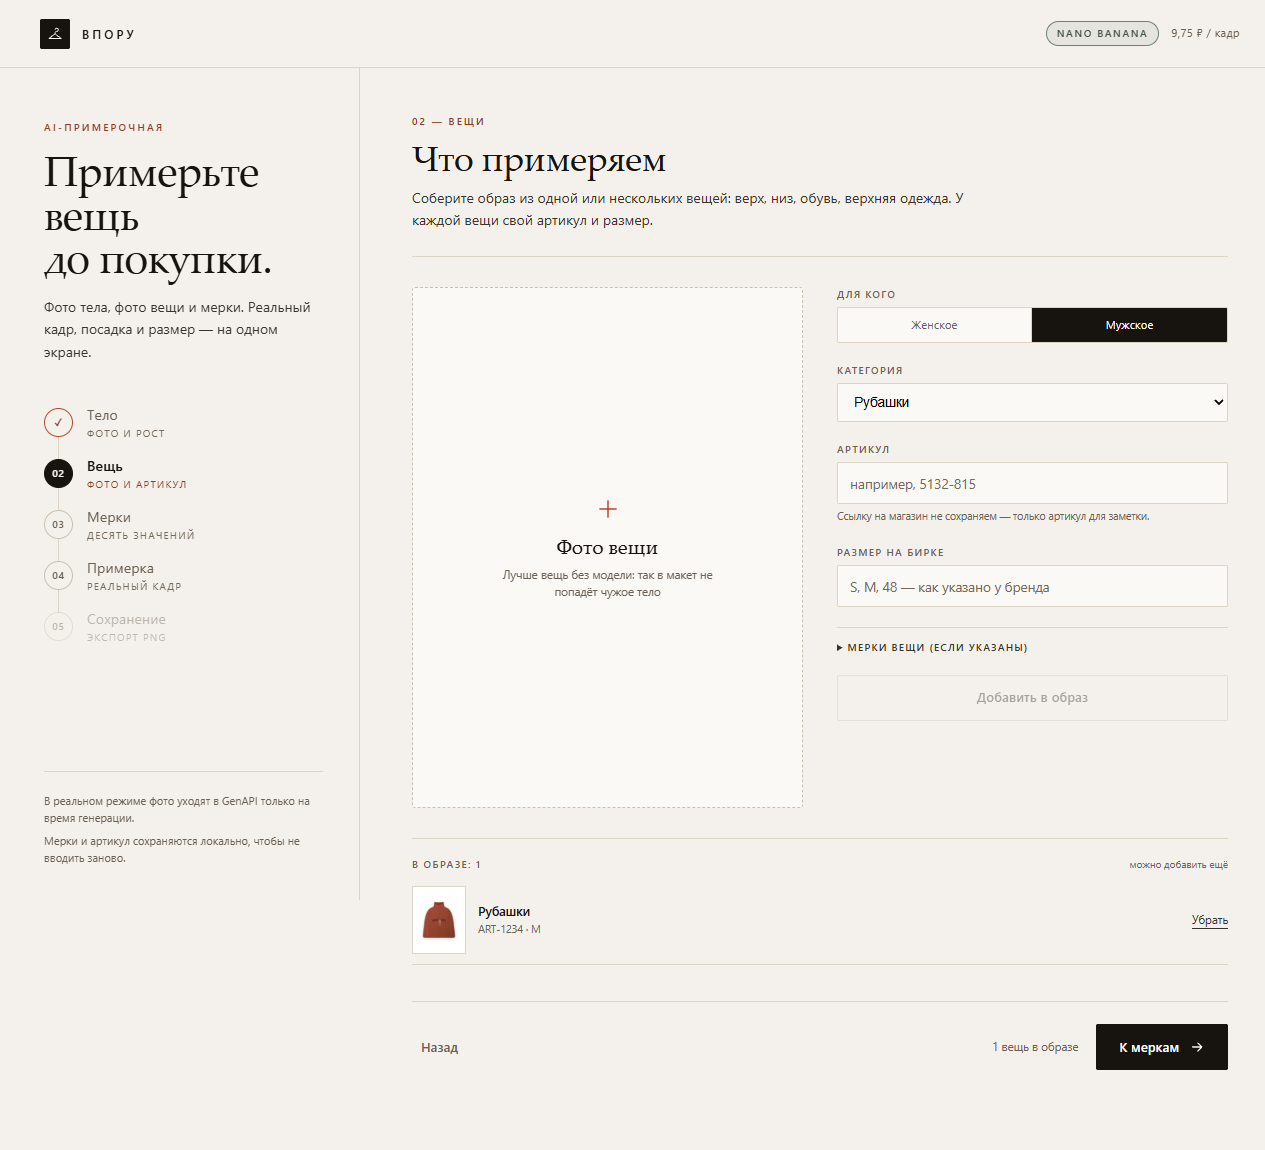 ВПОРУ
NANO BANANA
9,75 ₽ / кадр
AI-ПРИМЕРОЧНАЯ
Примерьте
вещь
до покупки.
Фото тела, фото вещи и мерки. Реальный
кадр, посадка и размер — на одном
экране.
✓
Тело
ФОТО И РОСТ
02
Вещь
ФОТО И АРТИКУЛ
03
Мерки
ДЕСЯТЬ ЗНАЧЕНИЙ
04
Примерка
РЕАЛЬНЫЙ КАДР
05
Сохранение
ЭКСПОРТ PNG
В реальном режиме фото уходят в GenAPI только на
время генерации.
Мерки и артикул сохраняются локально, чтобы не
вводить заново.
02 — ВЕЩИ
Что примеряем
Соберите образ из одной или нескольких вещей: верх, низ, обувь, верхняя одежда. У
каждой вещи свой артикул и размер.
Фото вещи
Лучше вещь без модели: так в макет не
попадёт чужое тело
ДЛЯ КОГО
Женское
Мужское
КАТЕГОРИЯ
Рубашки
АРТИКУЛ
например, 5132-815
Ссылку на магазин не сохраняем — только артикул для заметки.
РАЗМЕР НА БИРКЕ
S, M, 48 — как указано у бренда
МЕРКИ ВЕЩИ (ЕСЛИ УКАЗАНЫ)
Добавить в образ
В ОБРАЗЕ: 1
можно добавить ещё
Рубашки
ART-1234 · M
Убрать
Назад
1 вещь в образе
К меркам →